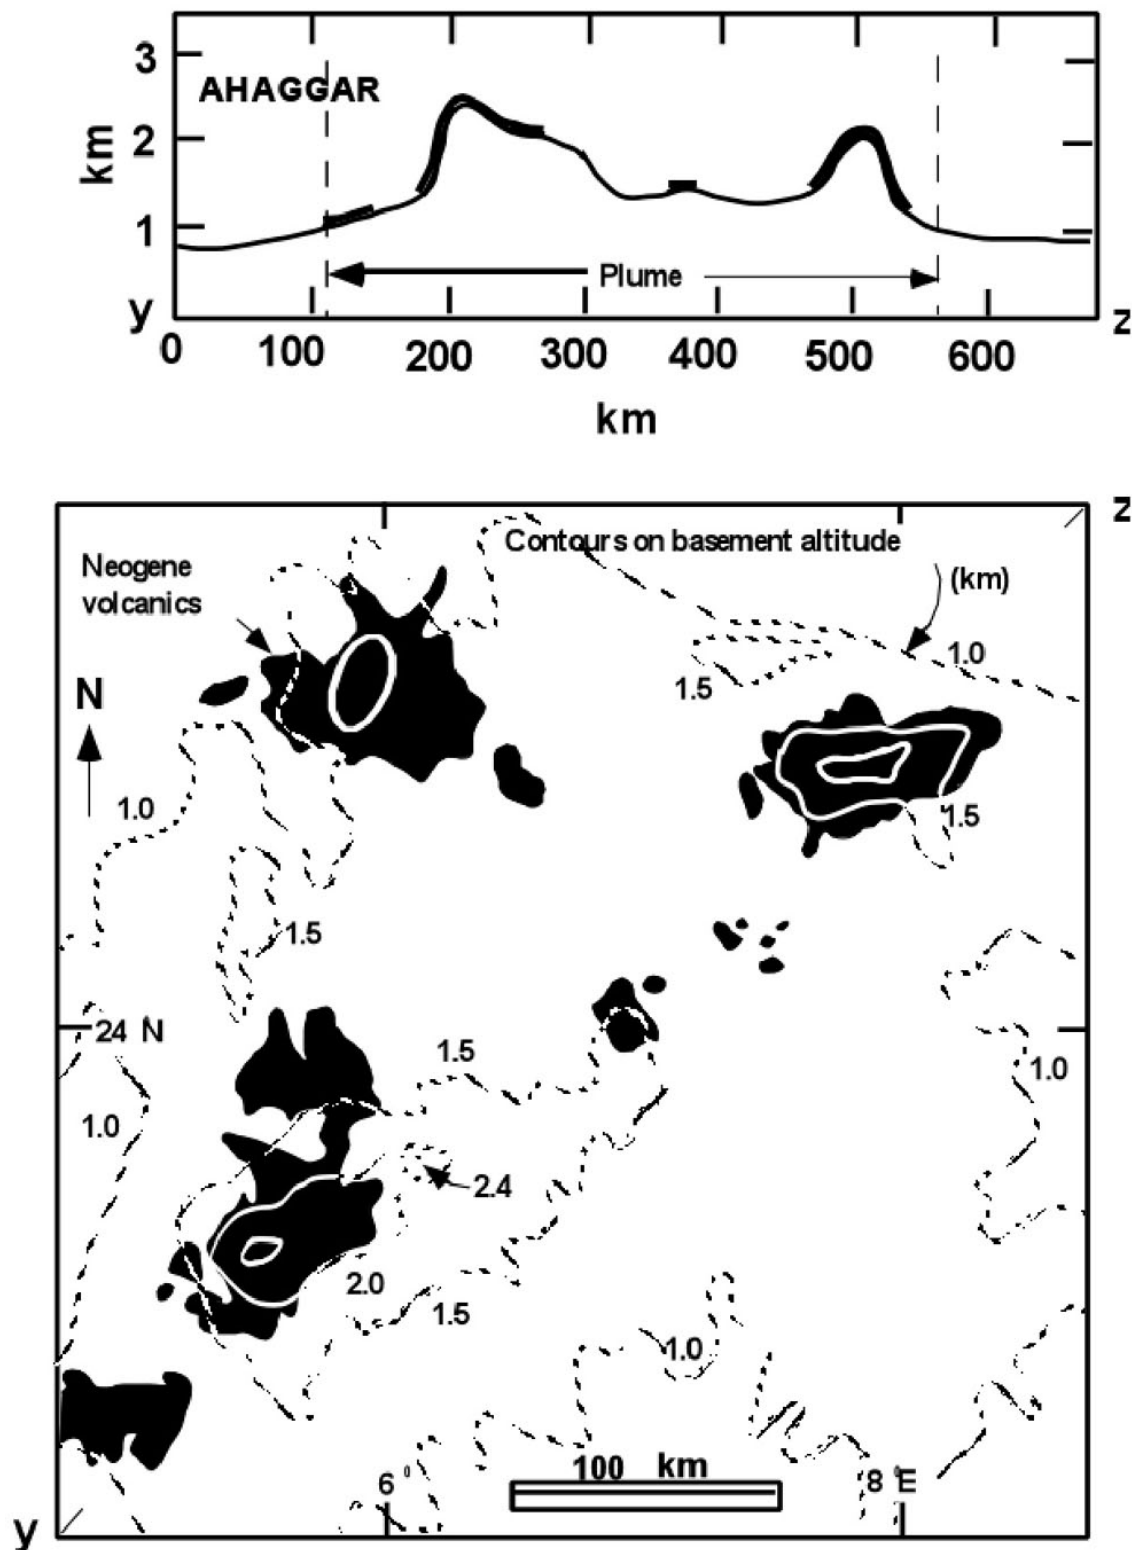 3
AHAGGAR
km
2
1
Plume
y
z
0 100 200 300 400 500 600
km
z
Contours on basement altitude
Neogene
volcanics
(km)
1.0
1.5
N
1.0
1.5
1.5
24 N
1.5
1.0
1.0
2.4
2.0
1.5
1.0
100 km
6° 8°E
y